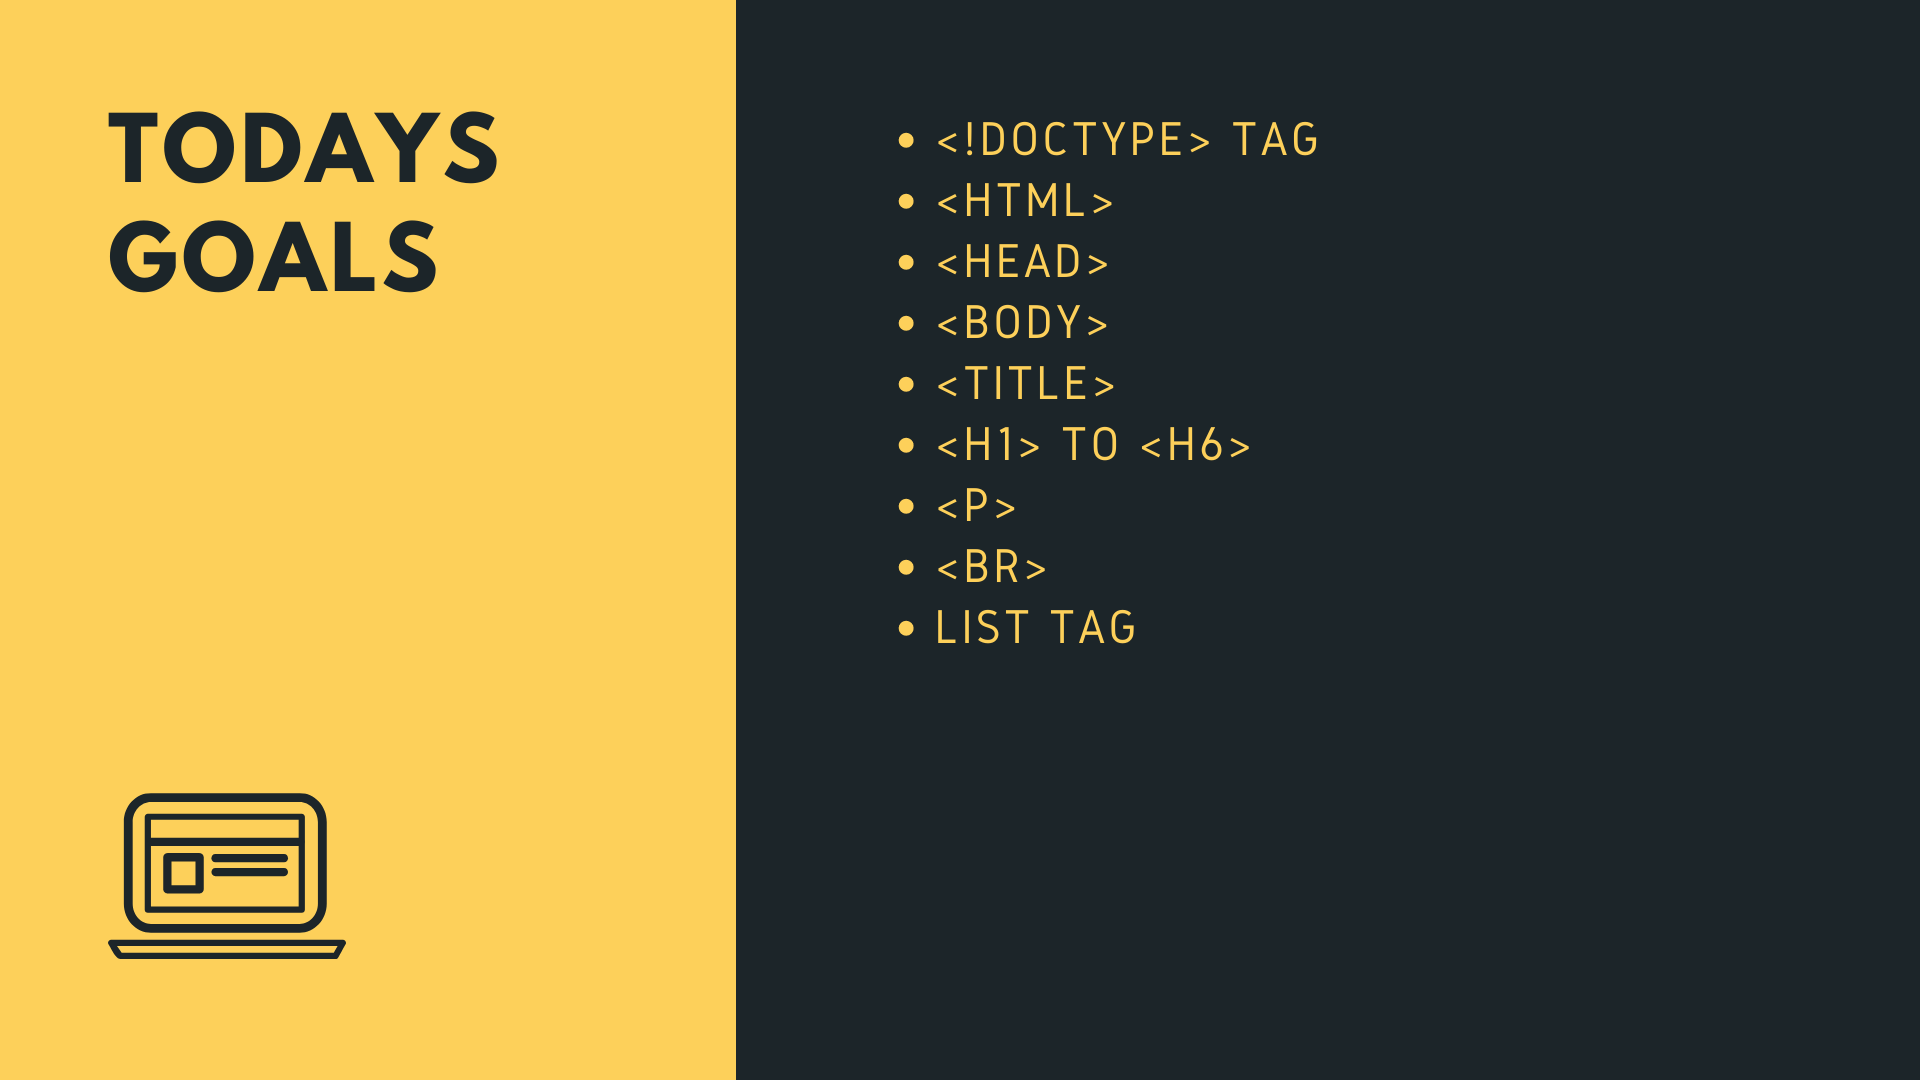 TODAYS
GOALS
• <!DOCTYPE> TAG
• <HTML>
• <HEAD>
• <BODY>
• <TITLE>
• <H1> TO <H6>
• <P>
• <BR>
• LIST TAG